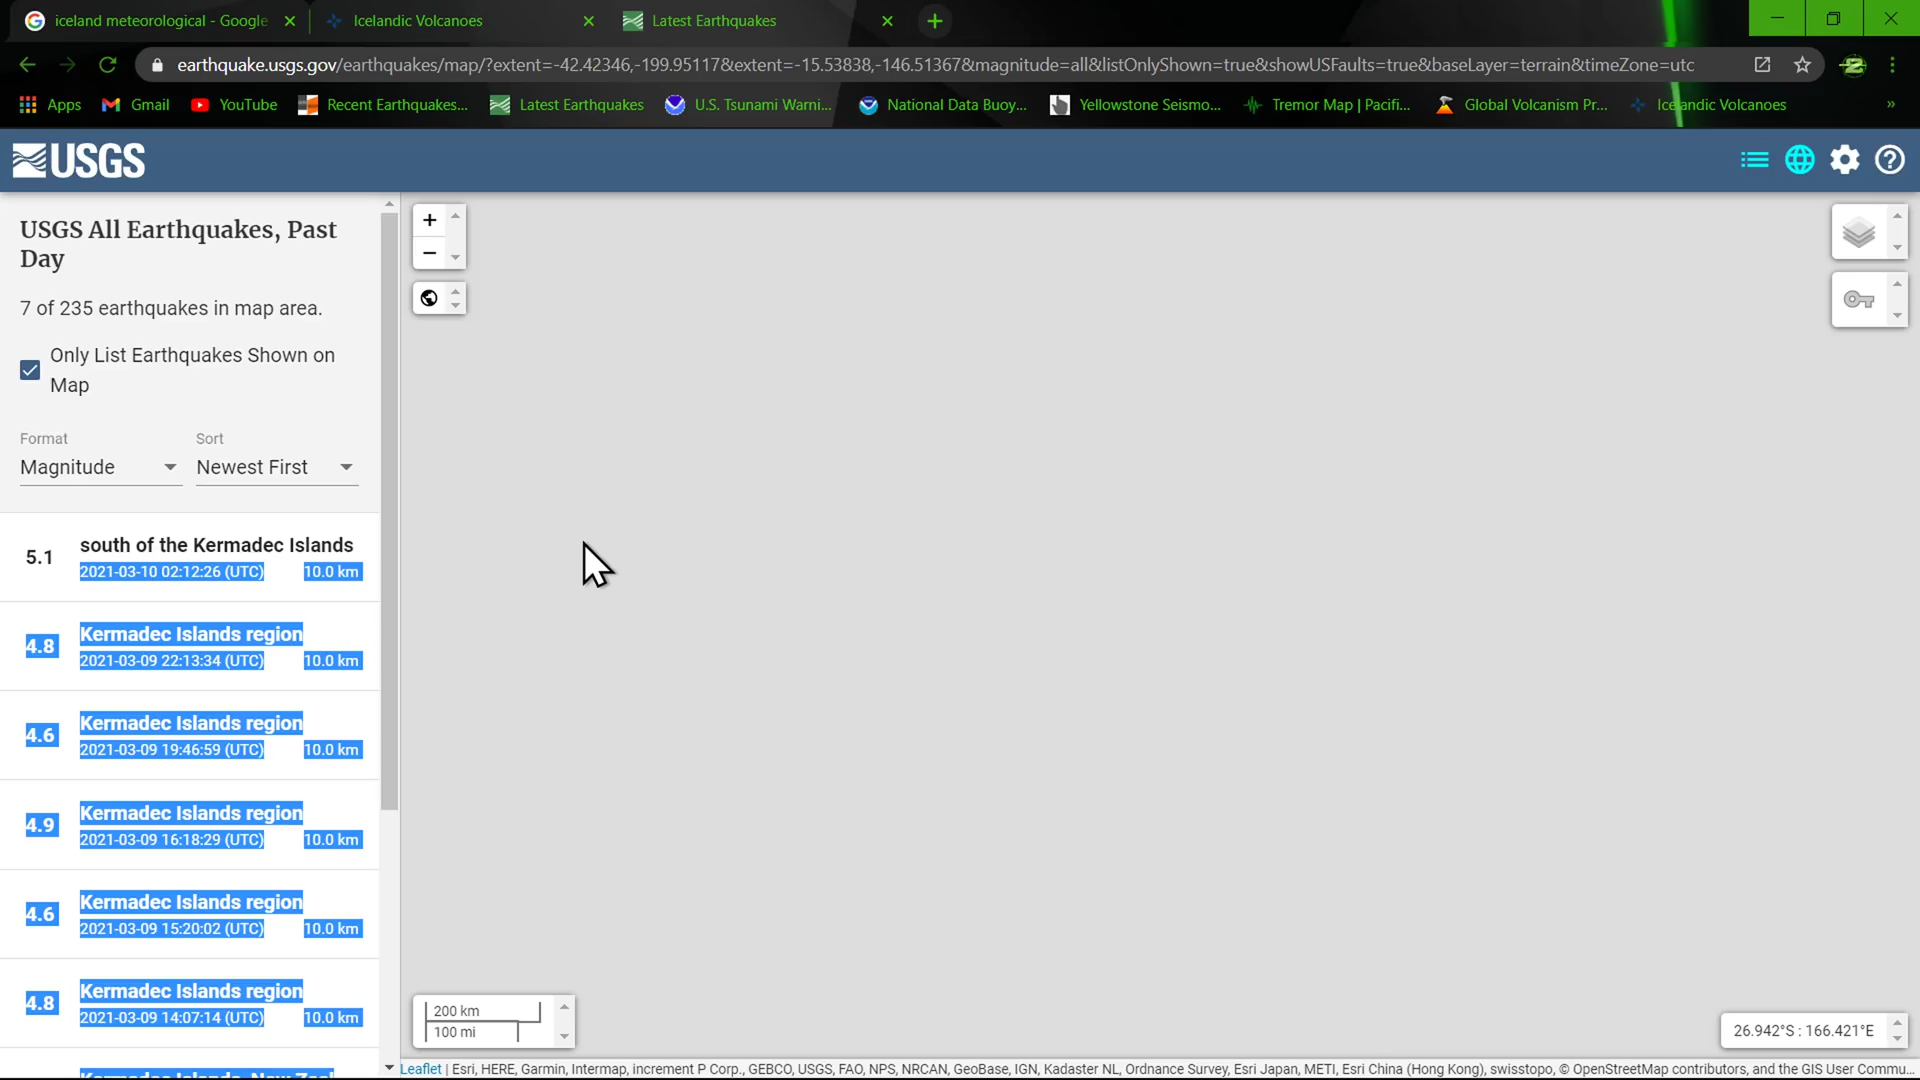 iceland meteorological - Google
Icelandic Volcanoes
Latest Earthquakes
earthquake.usgs.gov/earthquakes/map/?extent=-42.42346,-199.95117&extent=-15.53838,-146.51367&magnitude=all&listOnlyShown=true&showUSFaults=true&baseLayer=terrain&timeZone=utc
Apps
Gmail
YouTube
Recent Earthquakes...
Latest Earthquakes
U.S. Tsunami Warni...
National Data Buoy...
Yellowstone Seismo...
Tremor Map | Pacifi...
Global Volcanism Pr...
Icelandic Volcanoes
»
USGS
USGS All Earthquakes, Past
Day
7 of 235 earthquakes in map area.
Only List Earthquakes Shown on
Map
Format
Sort
Magnitude
Newest First
5.1
south of the Kermadec Islands
2021-03-10 02:12:26 (UTC)
10.0 km
4.8
Kermadec Islands region
2021-03-09 22:13:34 (UTC)
10.0 km
4.6
Kermadec Islands region
2021-03-09 19:46:59 (UTC)
10.0 km
4.9
Kermadec Islands region
2021-03-09 16:18:29 (UTC)
10.0 km
4.6
Kermadec Islands region
2021-03-09 15:20:02 (UTC)
10.0 km
4.8
Kermadec Islands region
2021-03-09 14:07:14 (UTC)
10.0 km
Kermadec Islands, New
+
−
200 km
100 mi
26.942°S : 166.421°E
Leaflet | Esri, HERE, Garmin, Intermap, increment P Corp., GEBCO, USGS, FAO, NPS, NRCAN, GeoBase, IGN, Kadaster NL, Ordnance Survey, Esri Japan, METI, Esri China (Hong Kong), swisstopo, © OpenStreetMap contributors, and the GIS User Commu...